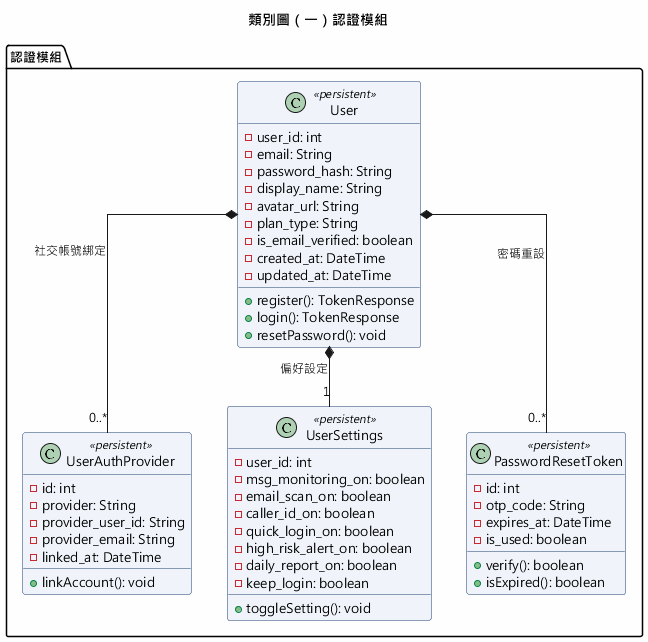 類別圖（一）認證模組
認證模組
C
«persistent»
User
user_id: int
email: String
password_hash: String
display_name: String
avatar_url: String
plan_type: String
is_email_verified: boolean
created_at: DateTime
updated_at: DateTime
register(): TokenResponse
login(): TokenResponse
resetPassword(): void
社交帳號綁定
密碼重設
偏好設定
0..*
1
0..*
C
«persistent»
UserAuthProvider
id: int
provider: String
provider_user_id: String
provider_email: String
linked_at: DateTime
linkAccount(): void
C
«persistent»
UserSettings
user_id: int
msg_monitoring_on: boolean
email_scan_on: boolean
caller_id_on: boolean
quick_login_on: boolean
high_risk_alert_on: boolean
daily_report_on: boolean
keep_login: boolean
toggleSetting(): void
C
«persistent»
PasswordResetToken
id: int
otp_code: String
expires_at: DateTime
is_used: boolean
verify(): boolean
isExpired(): boolean